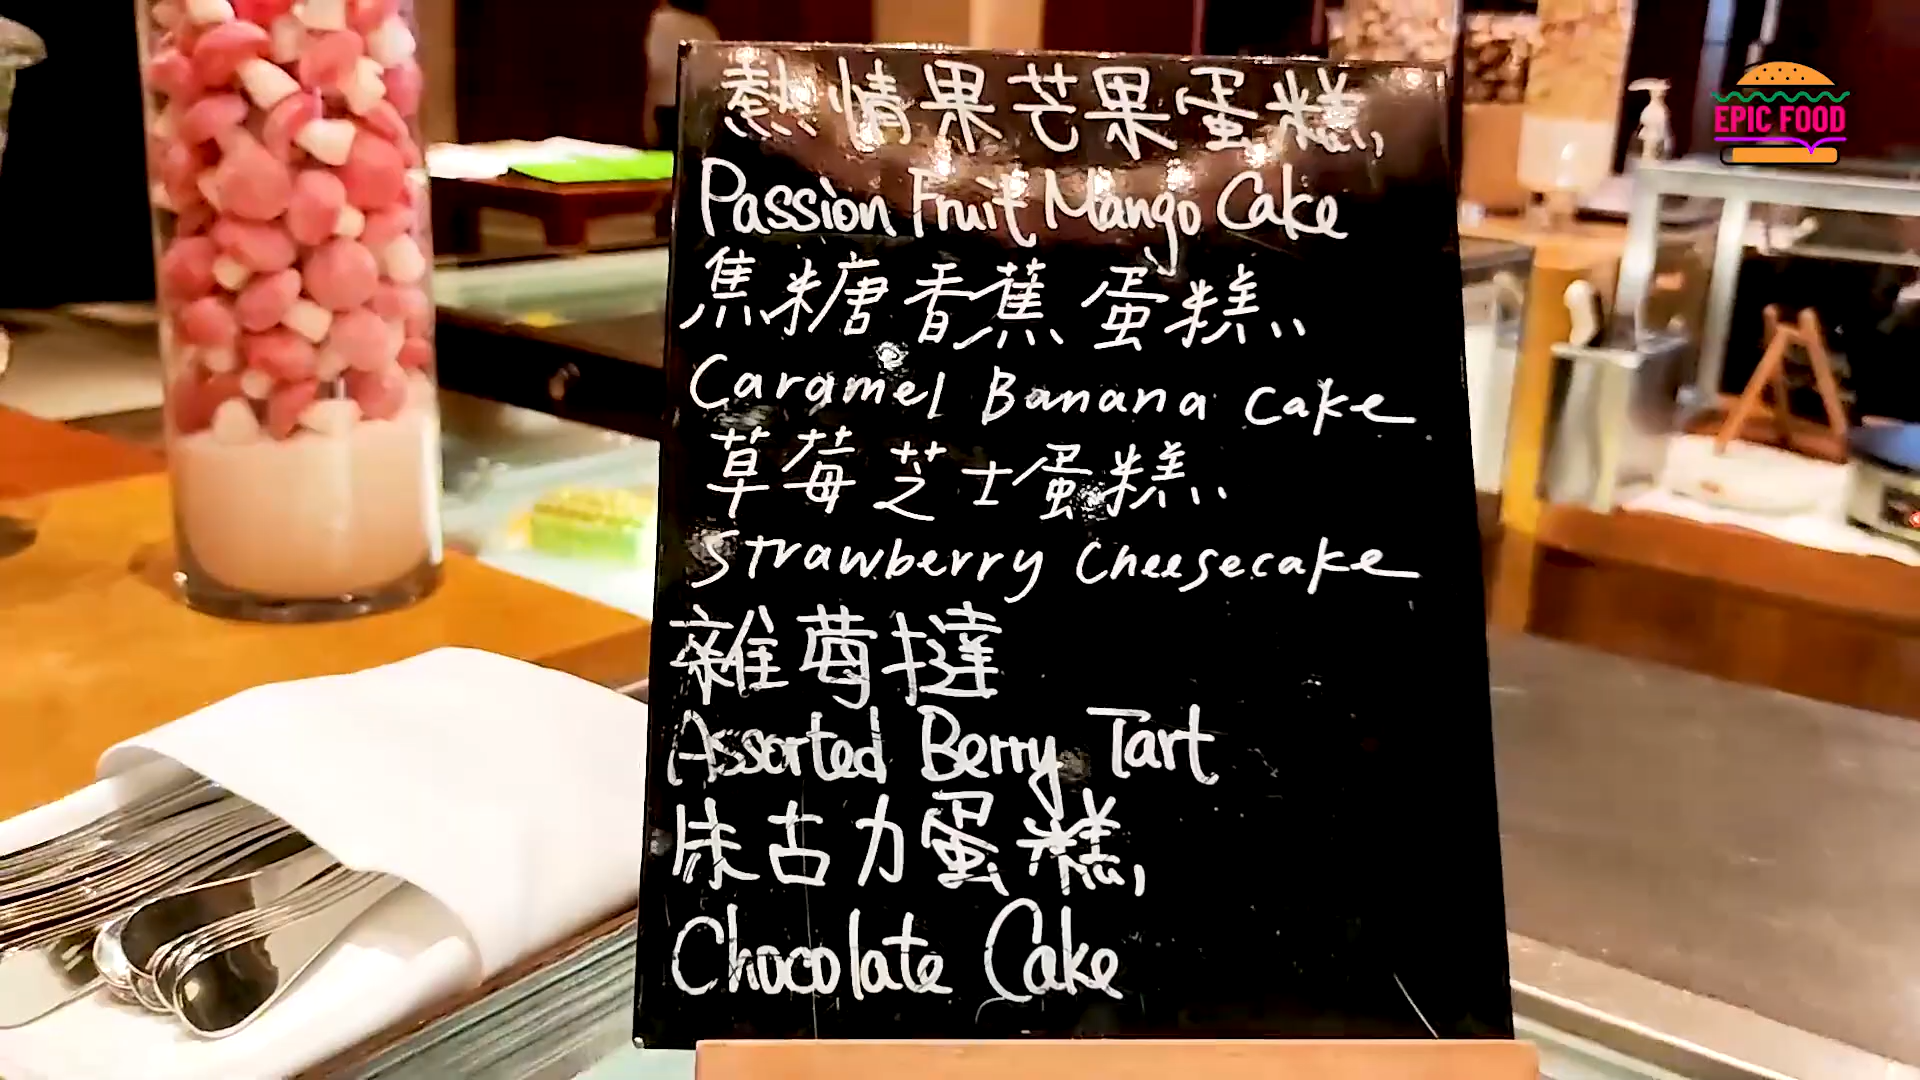 熱情果芒果蛋糕,
Passion Fruit Mango Cake
焦糖香蕉蛋糕..
Caramel Banana Cake
草莓芝士蛋糕..
Strawberry Cheesecake
雜莓撻
Assorted Berry Tart
朱古力蛋糕,
Chocolate Cake
EPIC FOOD